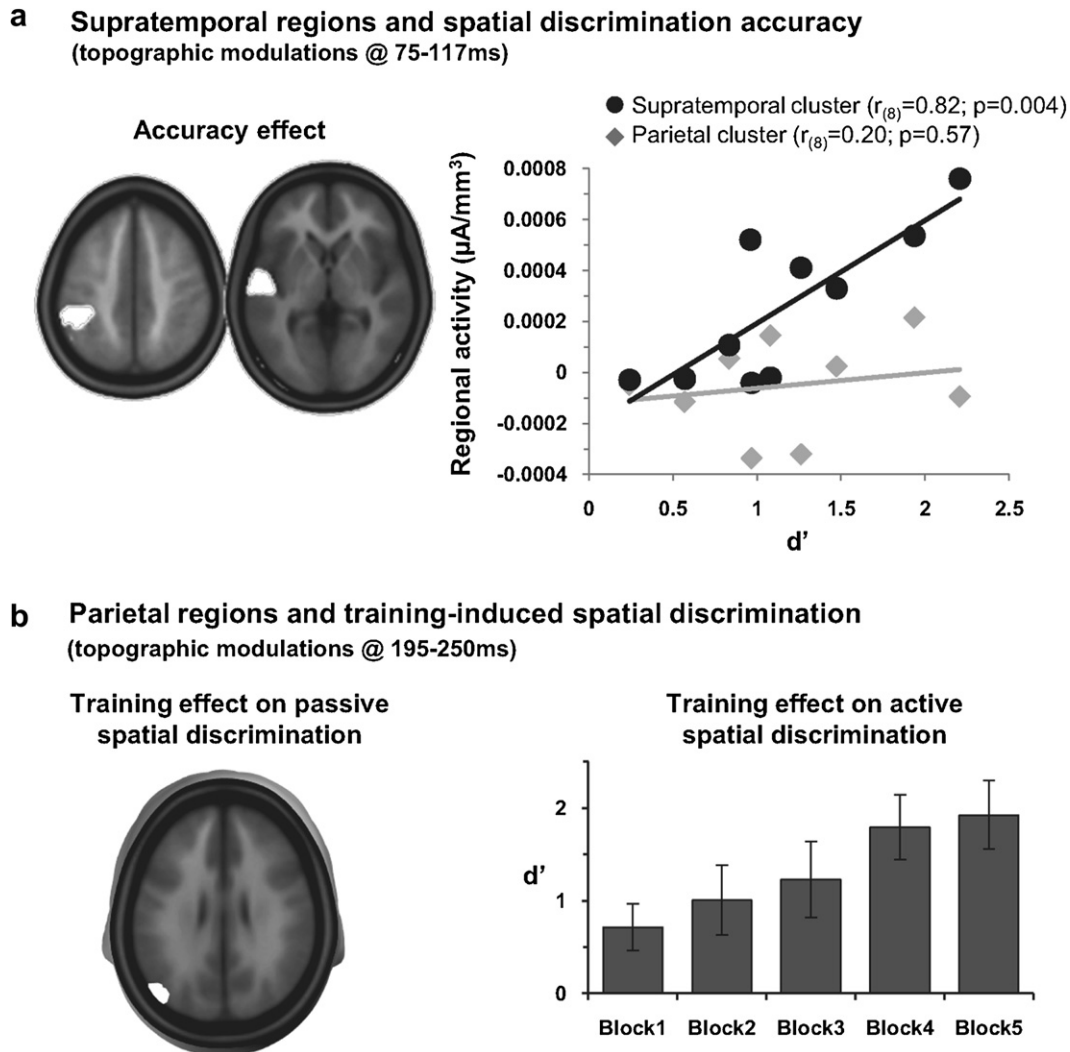 a Supratemporal regions and spatial discrimination accuracy
(topographic modulations @ 75-117ms)
Accuracy effect
Supratemporal cluster (r(8)=0.82; p=0.004)
Parietal cluster (r(8)=0.20; p=0.57)
Regional activity (µA/mm³)
0.0008
0.0006
0.0004
0.0002
0
-0.0002
-0.0004
0 0.5 1 1.5 2 2.5
d'
b Parietal regions and training-induced spatial discrimination
(topographic modulations @ 195-250ms)
Training effect on passive
spatial discrimination
Training effect on active
spatial discrimination
d'
2
1
0
Block1 Block2 Block3 Block4 Block5